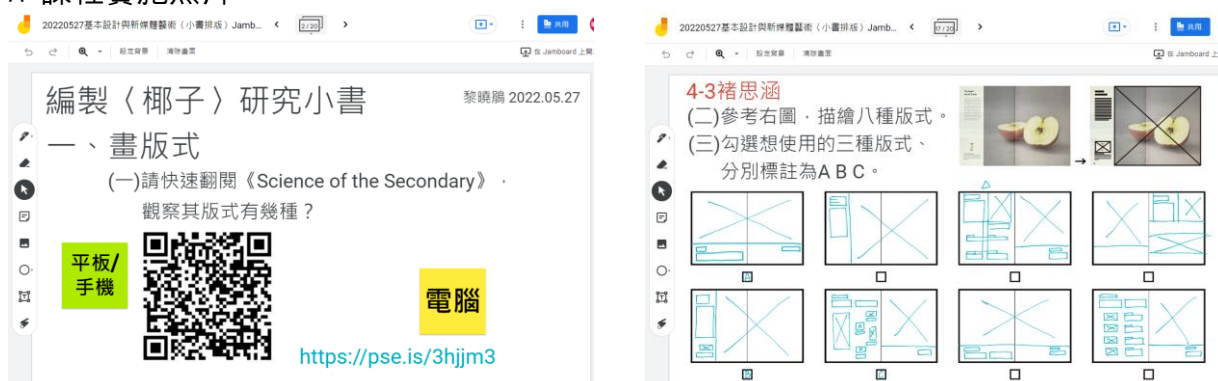 20220527基本設計與新媒體藝術（小書排版）Jamb...
2/20
共用
設定背景
清除畫面
編製〈椰子〉研究小書
黎曉鵑 2022.05.27
一、畫版式
(一)請快速翻閱《Science of the Secondary》，
觀察其版式有幾種？
平板/
手機
電腦
https://pse.is/3hjjm3
20220527基本設計與新媒體藝術（小書排版）Jamb...
17/20
共用
設定背景
清除畫面
在 Jamboard 上
4-3褚思涵
(二)參考右圖，描繪八種版式。
(三)勾選想使用的三種版式、
分別標註為A B C。